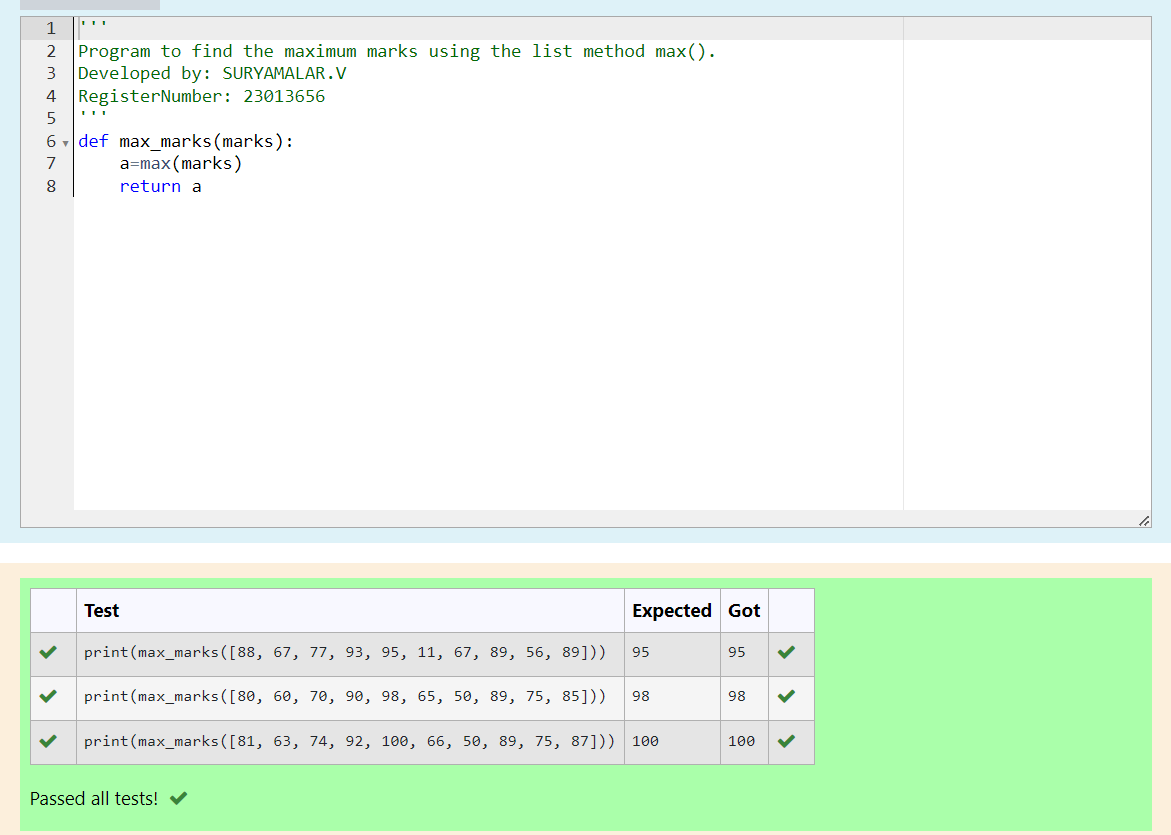 1 '''
2 Program to find the maximum marks using the list method max().
3 Developed by: SURYAMALAR.V
4 RegisterNumber: 23013656
5 '''
6 def max_marks(marks):
7     a=max(marks)
8     return a
Test Expected Got
print(max_marks([88, 67, 77, 93, 95, 11, 67, 89, 56, 89])) 95 95
print(max_marks([80, 60, 70, 90, 98, 65, 50, 89, 75, 85])) 98 98
print(max_marks([81, 63, 74, 92, 100, 66, 50, 89, 75, 87])) 100 100
Passed all tests!